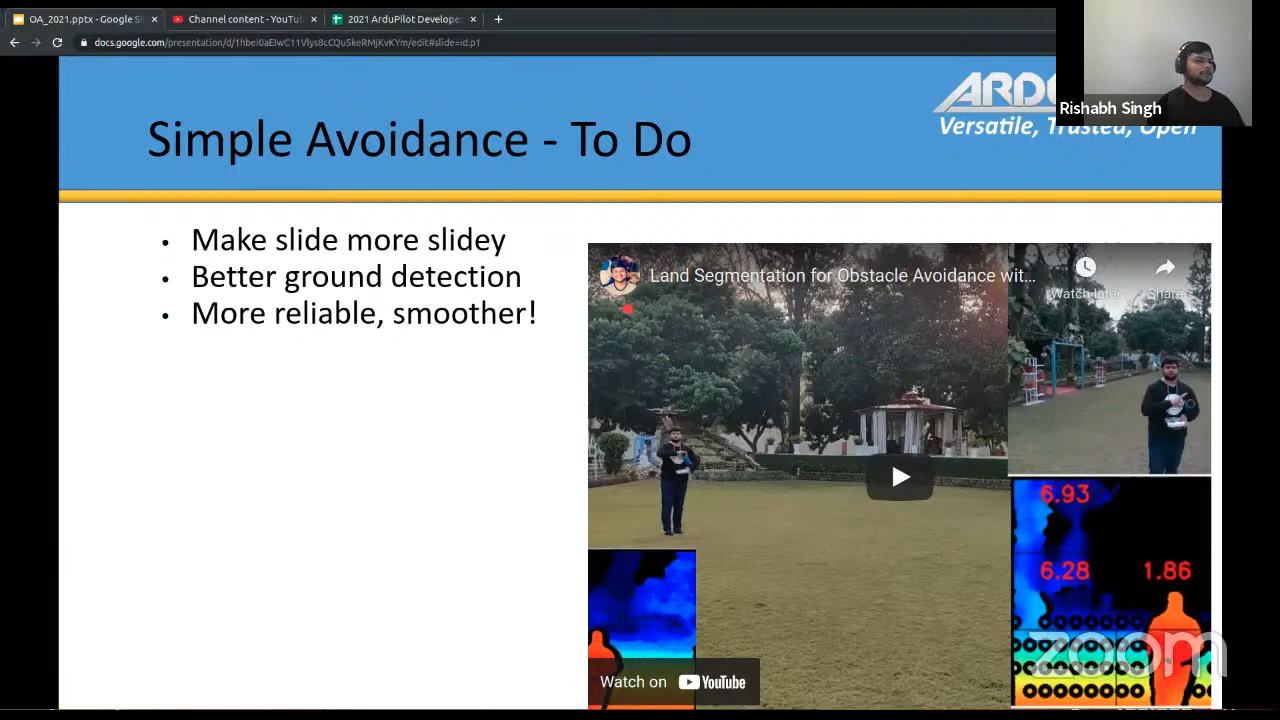 OA_2021.pptx - Google Sli
Channel content - YouTu
2021 ArduPilot Develope
docs.google.com/presentation/d/1hbei0aEIwC11Vlys8cCQu5keRMJKvKYm/edit#slide=id.p1
Rishabh Singh
Versatile, Trusted, Open
Simple Avoidance - To Do
• Make slide more slidey
• Better ground detection
• More reliable, smoother!
Land Segmentation for Obstacle Avoidance wit...
Watch later
Share
6.93
6.28 1.86
Watch on YouTube
zoom